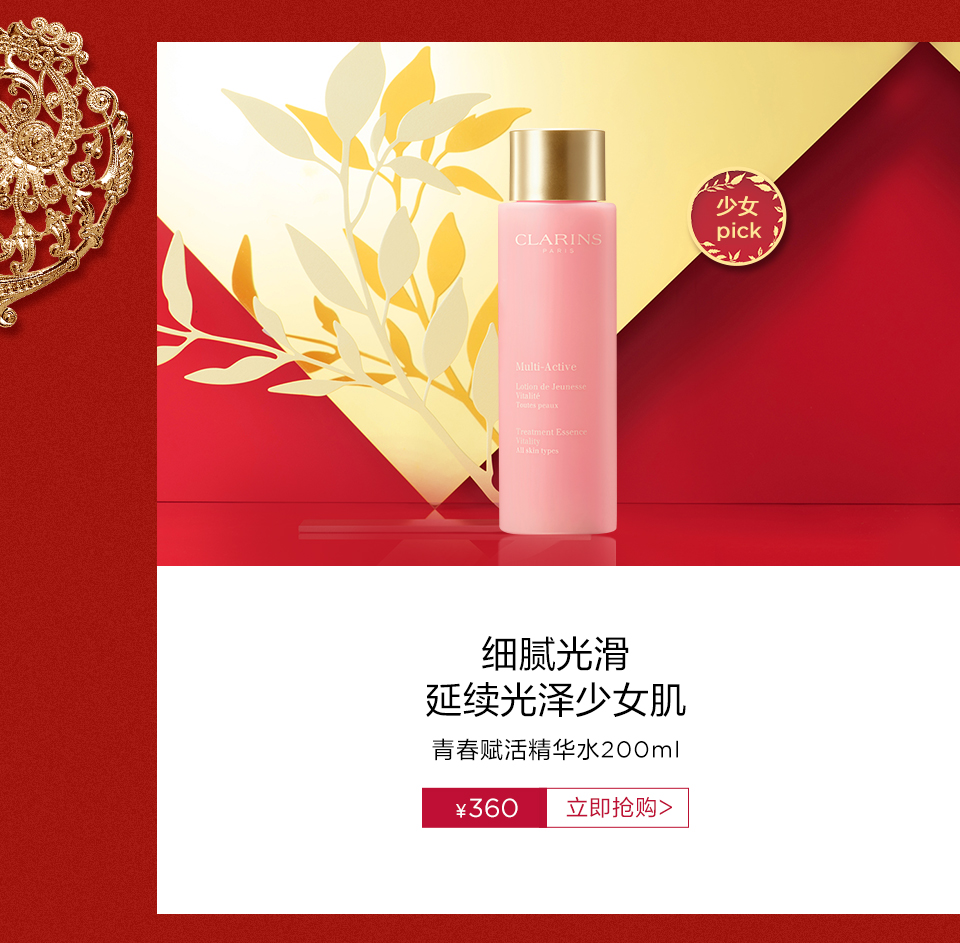 少女
pick
CLARINS
PARIS
Multi-Active
Lotion de Jeunesse
Vitalité
Toutes peaux
Treatment Essence
Vitality
All skin types
细腻光滑
延续光泽少女肌
青春赋活精华水200ml
¥360
立即抢购>